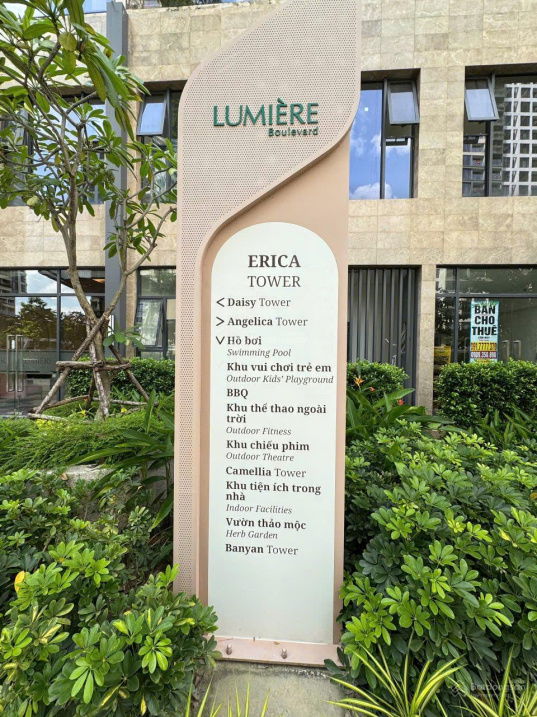 LUMIÈRE
Boulevard
ERICA
TOWER
< Daisy Tower
> Angelica Tower
Hồ bơi
Swimming Pool
Khu vui chơi trẻ em
Outdoor Kids' Playground
BBQ
Khu thể thao ngoài
trời
Outdoor Fitness
Khu chiếu phim
Outdoor Theatre
Camellia Tower
Khu tiện ích trong
nhà
Indoor Facilities
Vườn thảo mộc
Herb Garden
Banyan Tower
BÁN
CHO
THUÊ